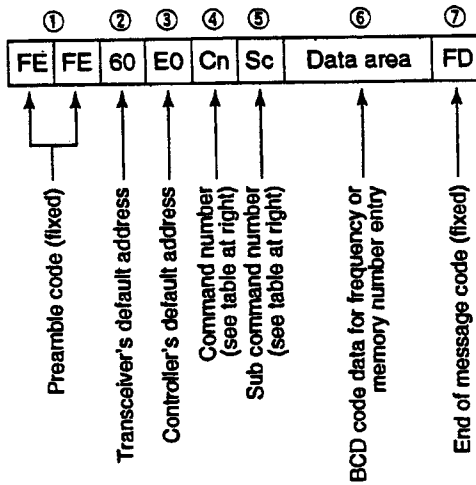 ① ② ③ ④ ⑤ ⑥ ⑦
FE FE 60 E0 Cn Sc Data area FD
Preamble code (fixed)
Transceiver's default address
Controller's default address
Command number
(see table at right)
Sub command number
(see table at right)
BCD code data for frequency or
memory number entry
End of message code (fixed)